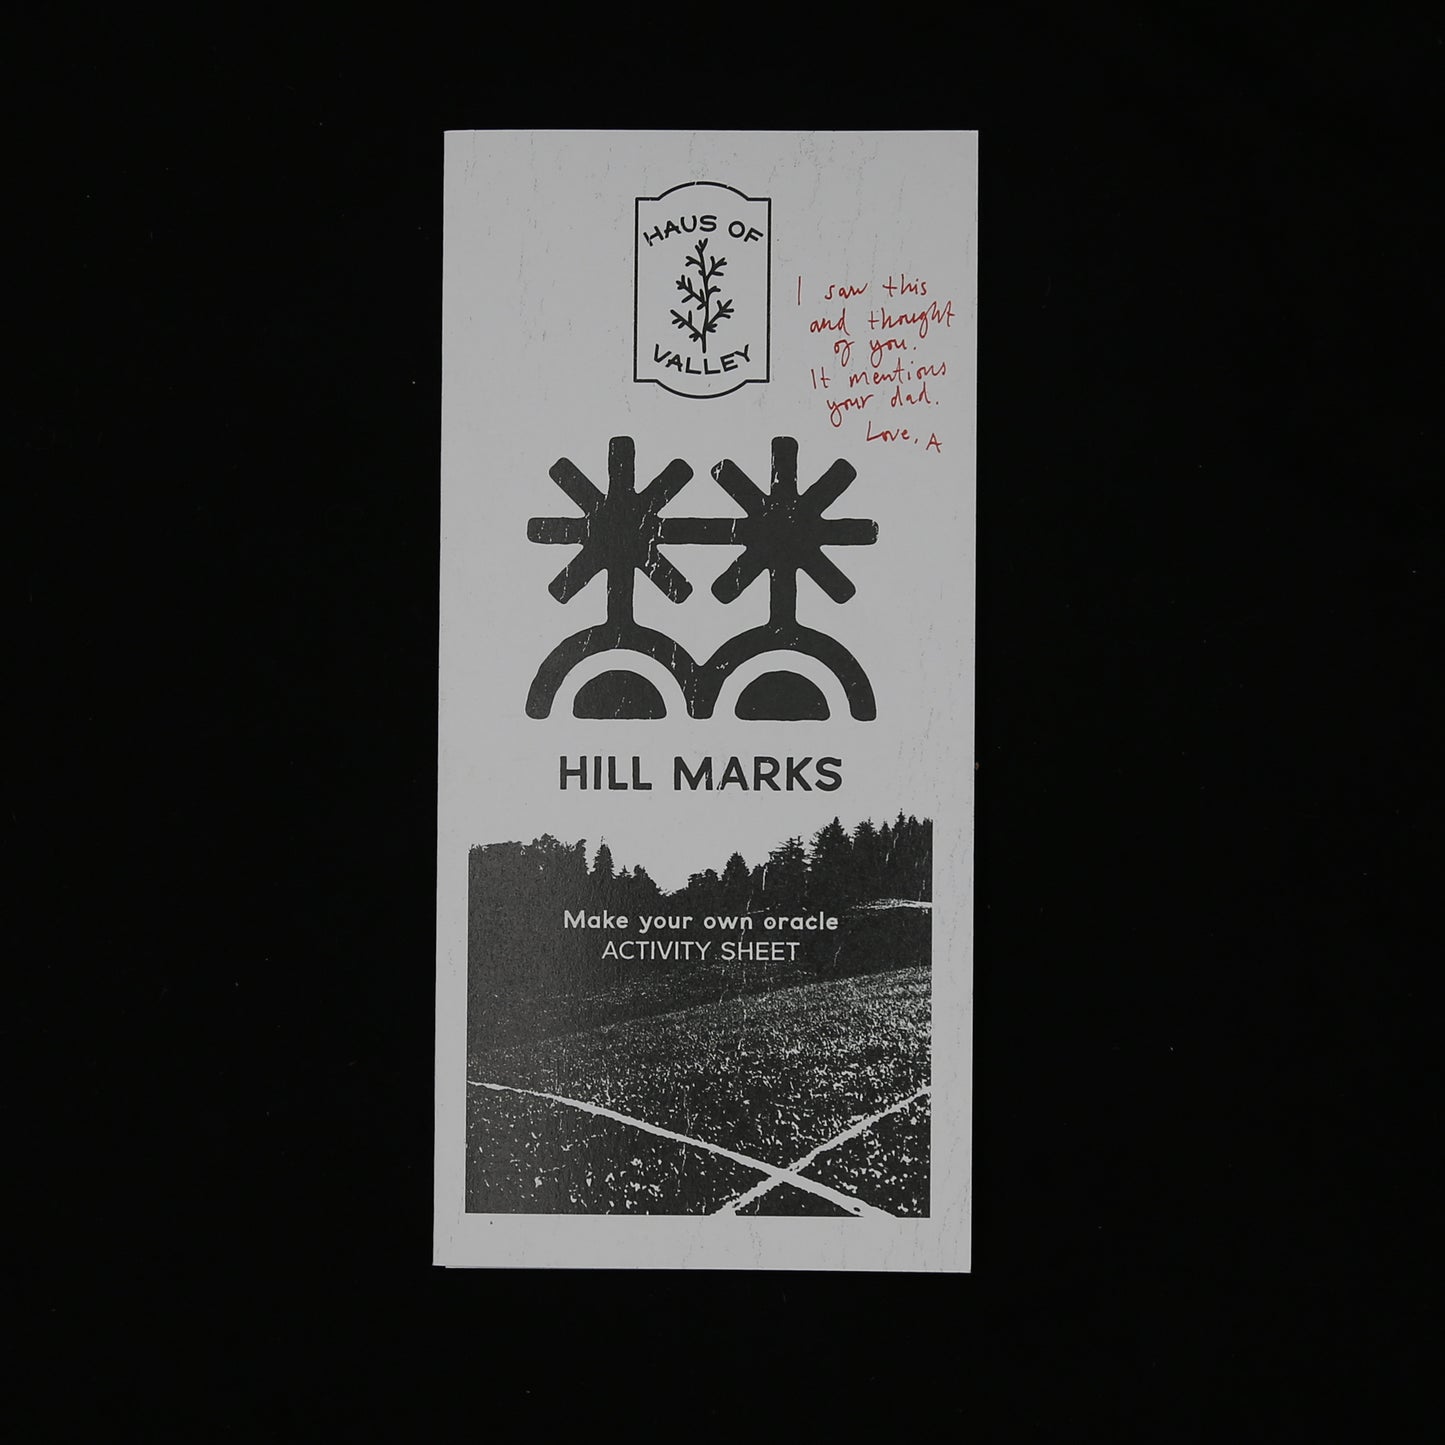 HAUS OF
VALLEY
I saw this
and thought
of you.
It mentions
your dad.
Love, A
HILL MARKS
Make your own oracle
ACTIVITY SHEET